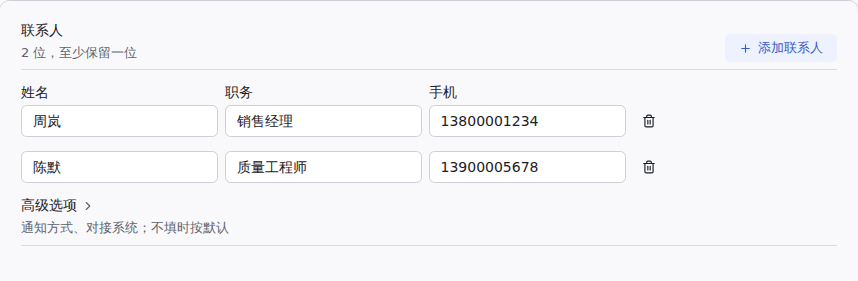 联系人
2 位，至少保留一位
添加联系人
姓名 职务 手机
周岚 销售经理 13800001234
陈默 质量工程师 13900005678
高级选项
通知方式、对接系统；不填时按默认